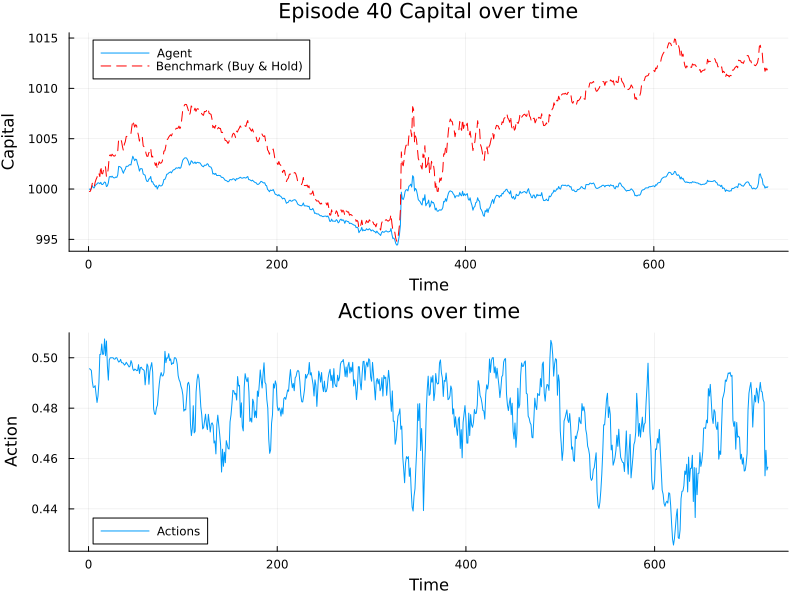 Episode 40 Capital over time
Capital
1015
1010
1005
1000
995
Agent
Benchmark (Buy & Hold)
0
200
400
600
Time
Actions over time
Action
0.50
0.48
0.46
0.44
Actions
0
200
400
600
Time